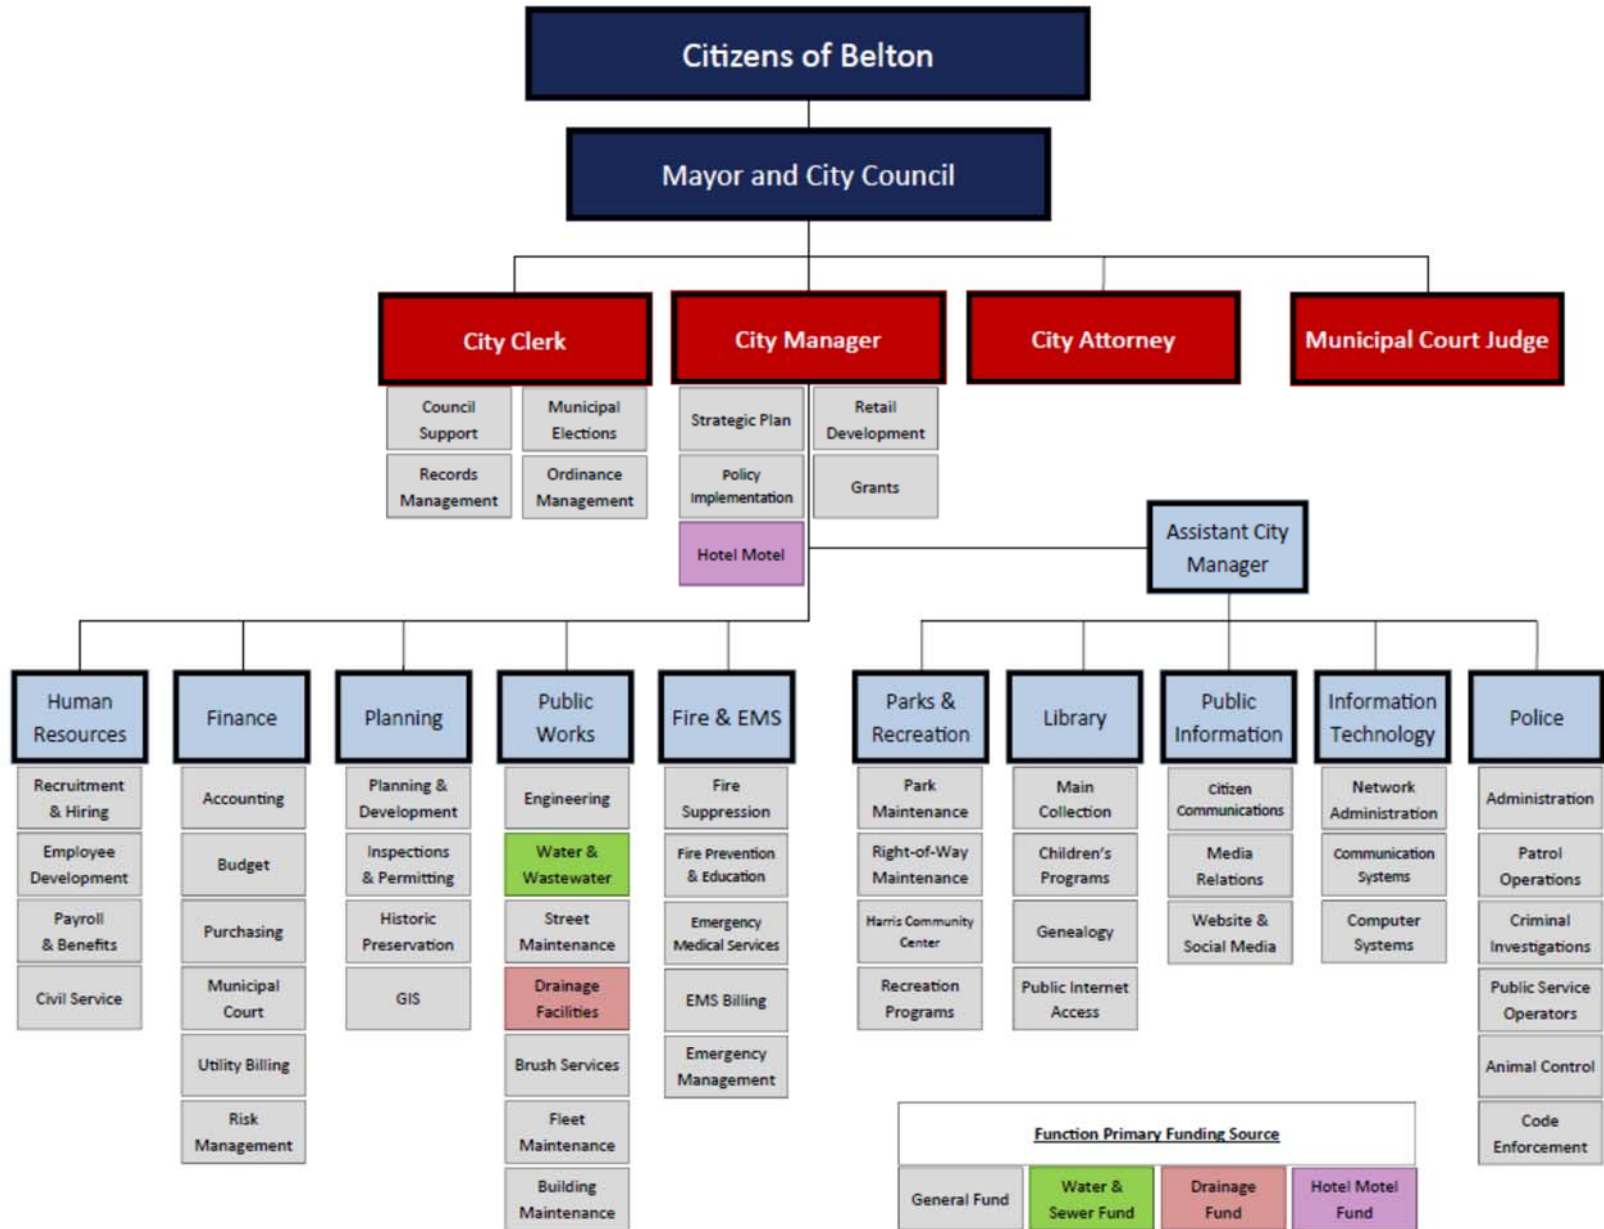 Citizens of Belton
Mayor and City Council
City Clerk
City Manager
City Attorney
Municipal Court Judge
Council
Support
Municipal
Elections
Records
Management
Ordinance
Management
Strategic Plan
Retail
Development
Policy
Implementation
Grants
Hotel Motel
Assistant City
Manager
Human
Resources
Recruitment
& Hiring
Employee
Development
Payroll
& Benefits
Civil Service
Finance
Accounting
Budget
Purchasing
Municipal
Court
Utility Billing
Risk
Management
Planning
Planning &
Development
Inspections
& Permitting
Historic
Preservation
GIS
Public
Works
Engineering
Water &
Wastewater
Street
Maintenance
Drainage
Facilities
Brush Services
Fleet
Maintenance
Building
Maintenance
Fire & EMS
Fire
Suppression
Fire Prevention
& Education
Emergency
Medical Services
EMS Billing
Emergency
Management
Parks &
Recreation
Park
Maintenance
Right-of-Way
Maintenance
Harris Community
Center
Recreation
Programs
Library
Main
Collection
Children's
Programs
Genealogy
Public Internet
Access
Public
Information
Citizen
Communications
Media
Relations
Website &
Social Media
Information
Technology
Network
Administration
Communication
Systems
Computer
Systems
Police
Administration
Patrol
Operations
Criminal
Investigations
Public Service
Operators
Animal Control
Code
Enforcement
Function Primary Funding Source
General Fund
Water &
Sewer Fund
Drainage
Fund
Hotel Motel
Fund